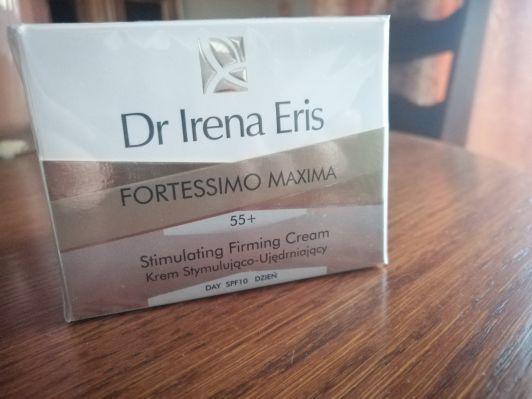 Dr Irena Eris
FORTESSIMO MAXIMA
55+
Stimulating Firming Cream
Krem Stymulująco-Ujędrniający
DAY SPF10 DZIEŃ